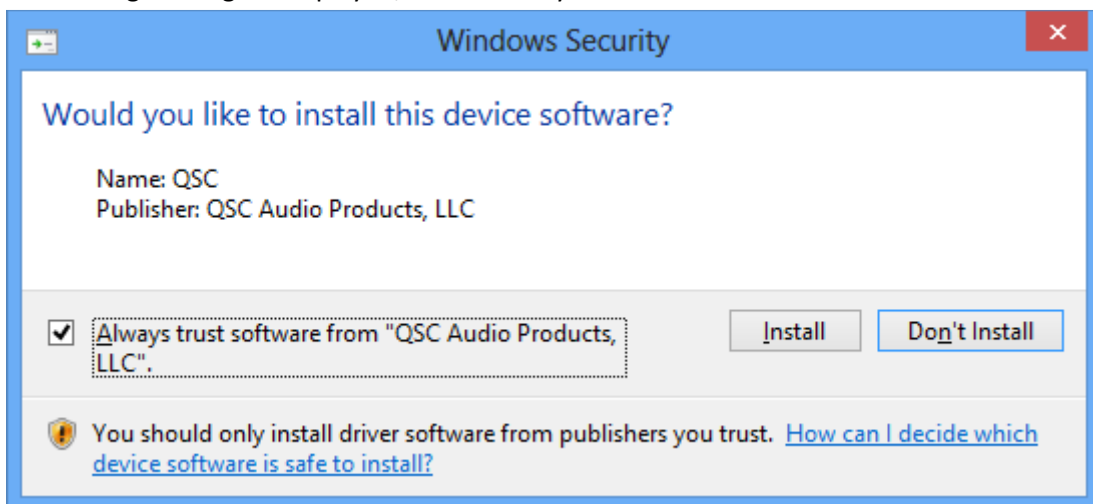 Windows Security
Would you like to install this device software?
Name: QSC
Publisher: QSC Audio Products, LLC
Always trust software from "QSC Audio Products,
LLC".
Install
Don't Install
You should only install driver software from publishers you trust. How can I decide which
device software is safe to install?